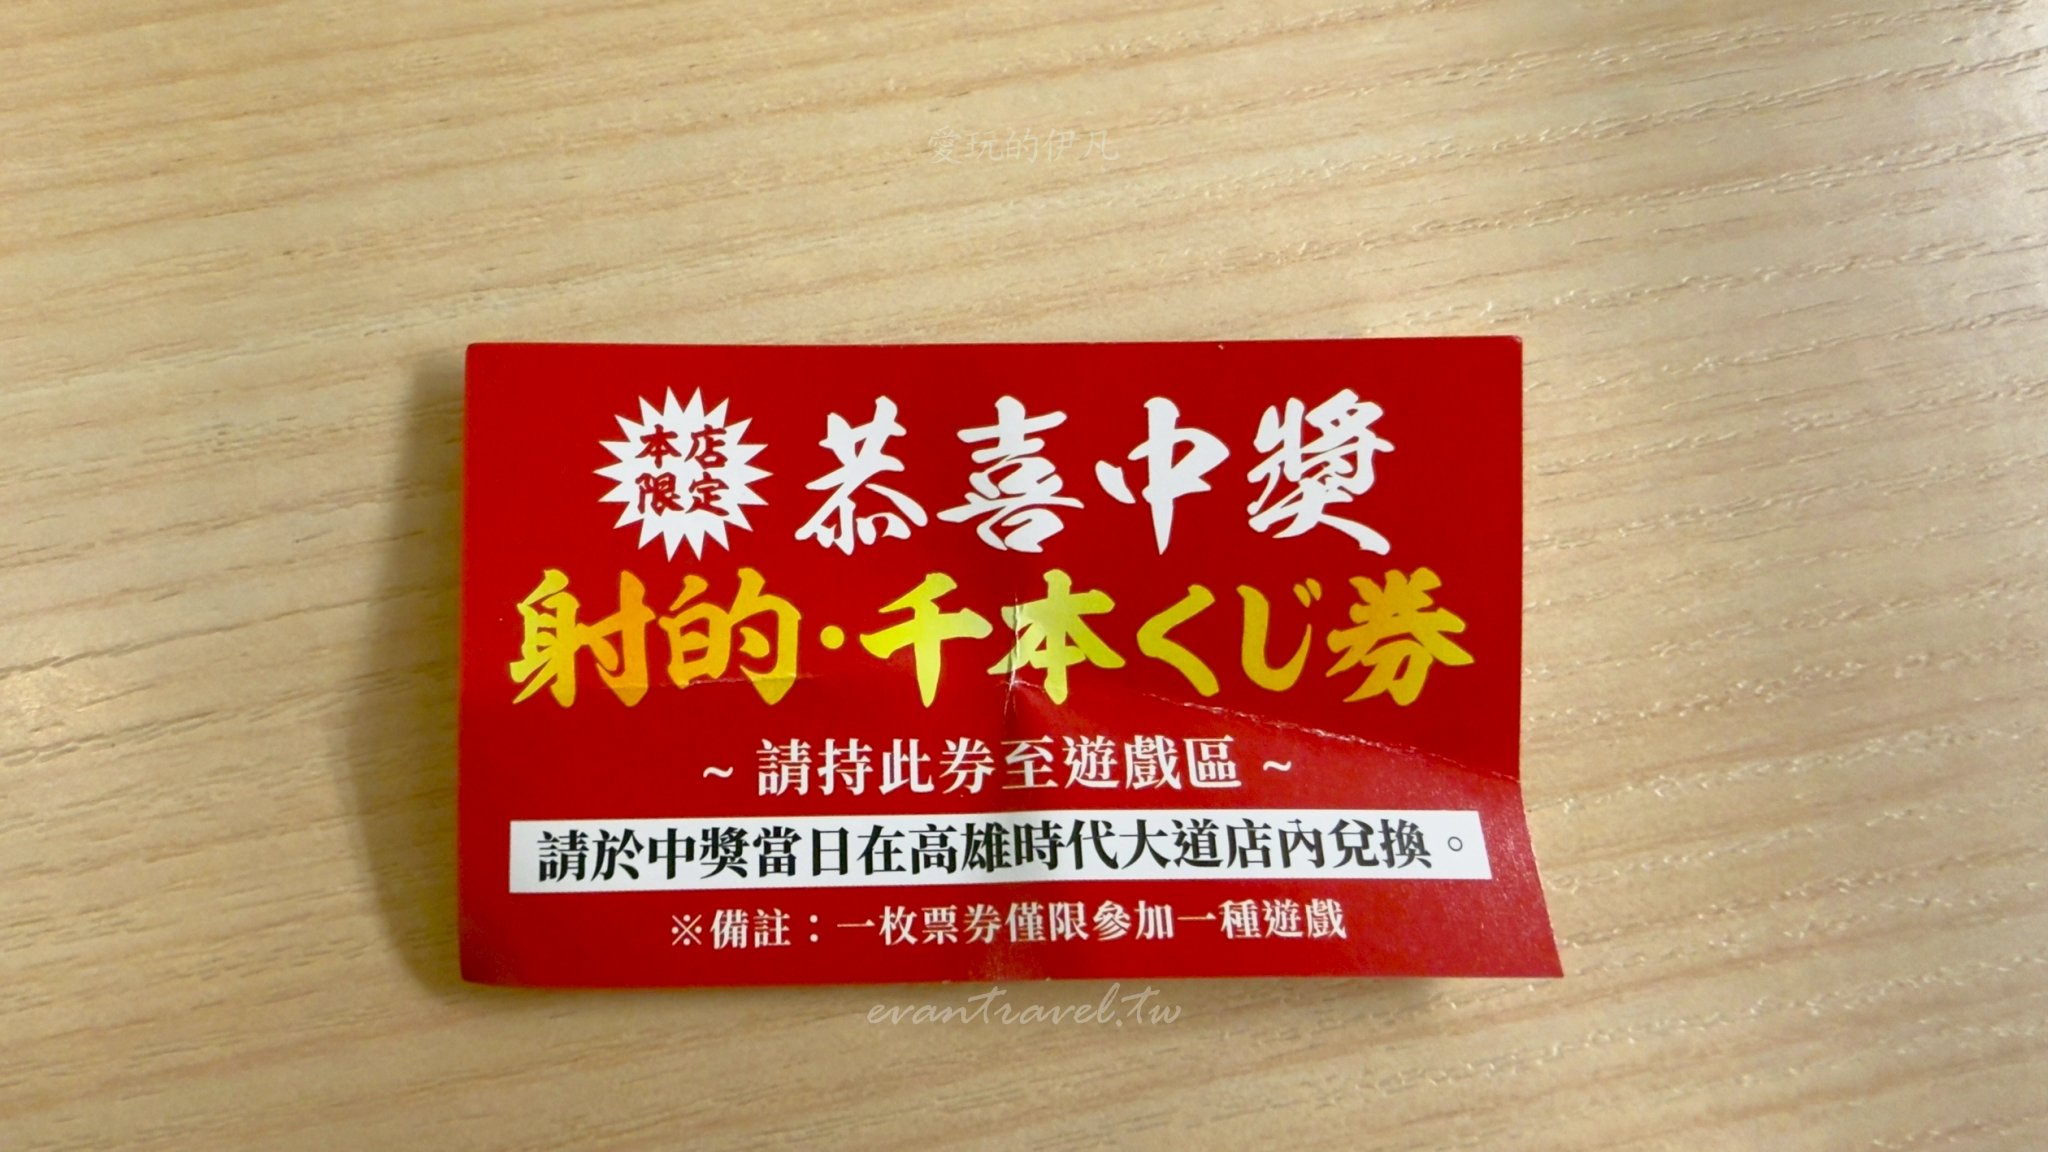 愛玩的伊凡
本店
限定
恭喜中獎
射的・千本くじ券
~ 請持此券至遊戲區 ~
請於中獎當日在高雄時代大道店內兌換。
※備註：一枚票券僅限參加一種遊戲
evantravel.tw